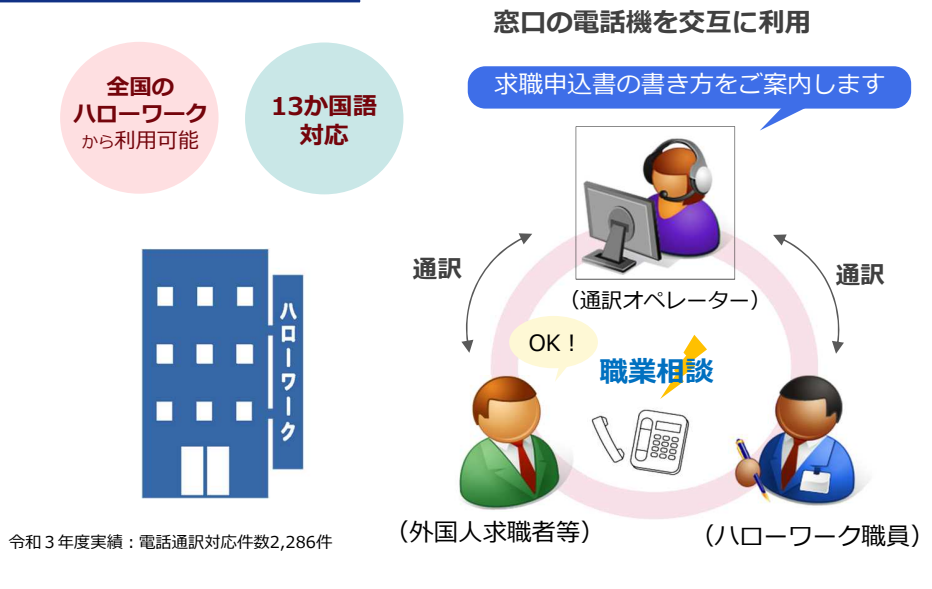 窓口の電話機を交互に利用
求職申込書の書き方をご案内します
全国の
ハローワーク
から利用可能
13か国語
対応
通訳
通訳
（通訳オペレーター）
OK！
職業相談
ハローワーク
（外国人求職者等）
（ハローワーク職員）
令和３年度実績：電話通訳対応件数2,286件